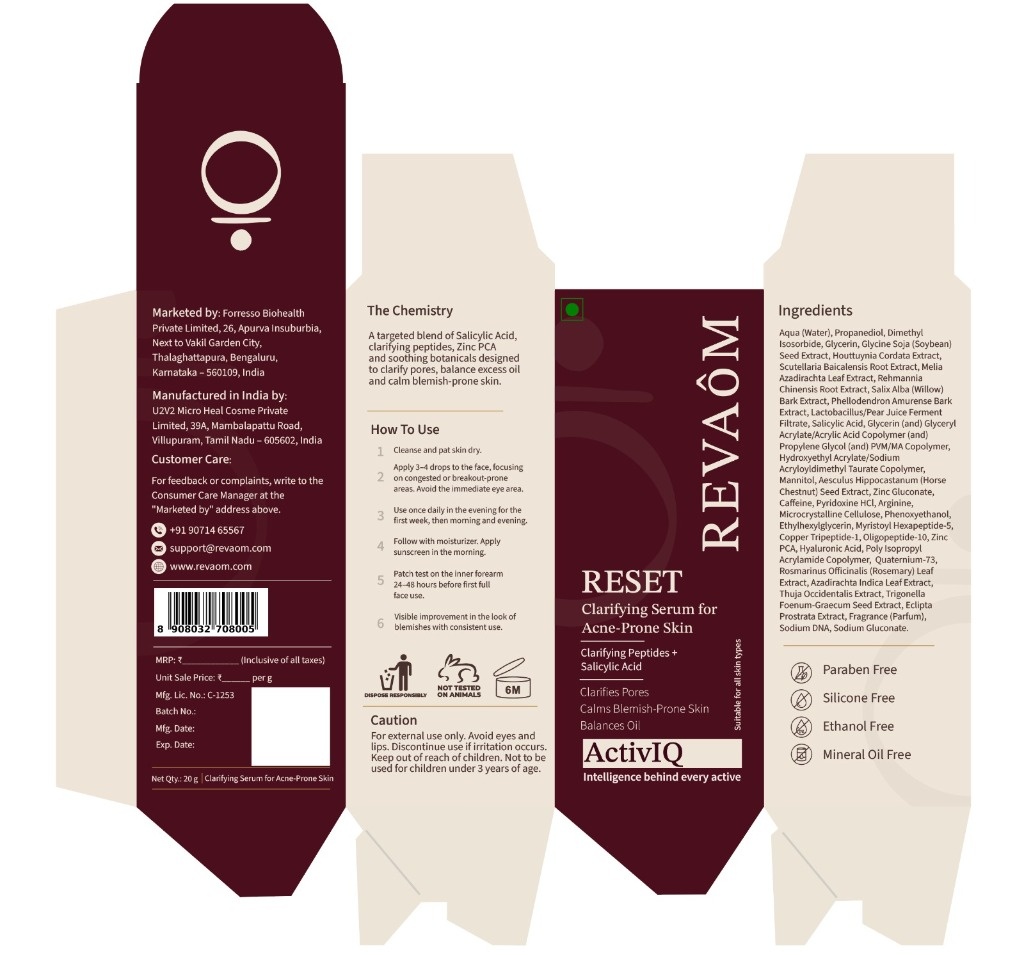 Marketed by: Forresso Biohealth
Private Limited, 26, Apurva Insuburbia,
Next to Vakil Garden City,
Thalaghattapura, Bengaluru,
Karnataka – 560109, India
Manufactured in India by:
U2V2 Micro Heal Cosme Private
Limited, 39A, Mambalapattu Road,
Villupuram, Tamil Nadu – 605602, India
Customer Care:
For feedback or complaints, write to the
Consumer Care Manager at the
"Marketed by" address above.
+91 90714 65567
support@revaom.com
www.revaom.com
8 908032 708005
MRP: ₹____________ (Inclusive of all taxes)
Unit Sale Price: ₹______ per g
Mfg. Lic. No.: C-1253
Batch No.:
Mfg. Date:
Exp. Date:
Net Qty.: 20 g | Clarifying Serum for Acne-Prone Skin
The Chemistry
A targeted blend of Salicylic Acid,
clarifying peptides, Zinc PCA
and soothing botanicals designed
to clarify pores, balance excess oil
and calm blemish-prone skin.
How To Use
1 Cleanse and pat skin dry.
2 Apply 3–4 drops to the face, focusing
on congested or breakout-prone
areas. Avoid the immediate eye area.
3 Use once daily in the evening for the
first week, then morning and evening.
4 Follow with moisturizer. Apply
sunscreen in the morning.
5 Patch test on the inner forearm
24–48 hours before first full
face use.
6 Visible improvement in the look of
blemishes with consistent use.
DISPOSE RESPONSIBLY
NOT TESTED
ON ANIMALS
6M
Caution
For external use only. Avoid eyes and
lips. Discontinue use if irritation occurs.
Keep out of reach of children. Not to be
used for children under 3 years of age.
REVAÔM
RESET
Clarifying Serum for
Acne-Prone Skin
Clarifying Peptides +
Salicylic Acid
Clarifies Pores
Calms Blemish-Prone Skin
Balances Oil
Suitable for all skin types
ActivIQ
Intelligence behind every active
Ingredients
Aqua (Water), Propanediol, Dimethyl
Isosorbide, Glycerin, Glycine Soja (Soybean)
Seed Extract, Houttuynia Cordata Extract,
Scutellaria Baicalensis Root Extract, Melia
Azadirachta Leaf Extract, Rehmannia
Chinensis Root Extract, Salix Alba (Willow)
Bark Extract, Phellodendron Amurense Bark
Extract, Lactobacillus/Pear Juice Ferment
Filtrate, Salicylic Acid, Glycerin (and) Glyceryl
Acrylate/Acrylic Acid Copolymer (and)
Propylene Glycol (and) PVM/MA Copolymer,
Hydroxyethyl Acrylate/Sodium
Acryloyldimethyl Taurate Copolymer,
Mannitol, Aesculus Hippocastanum (Horse
Chestnut) Seed Extract, Zinc Gluconate,
Caffeine, Pyridoxine HCl, Arginine,
Microcrystalline Cellulose, Phenoxyethanol,
Ethylhexylglycerin, Myristoyl Hexapeptide-5,
Copper Tripeptide-1, Oligopeptide-10, Zinc
PCA, Hyaluronic Acid, Poly Isopropyl
Acrylamide Copolymer, Quaternium-73,
Rosmarinus Officinalis (Rosemary) Leaf
Extract, Azadirachta Indica Leaf Extract,
Thuja Occidentalis Extract, Trigonella
Foenum-Graecum Seed Extract, Eclipta
Prostrata Extract, Fragrance (Parfum),
Sodium DNA, Sodium Gluconate.
Paraben Free
Silicone Free
Ethanol Free
Mineral Oil Free